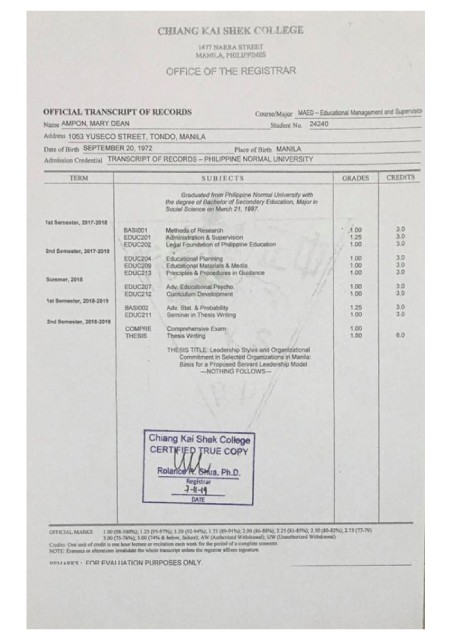 CHIANG KAI SHEK COLLEGE
1477 NARRA STREET
MANILA, PHILIPPINES
OFFICE OF THE REGISTRAR
OFFICIAL TRANSCRIPT OF RECORDS Course/Major MAED – Educational Management and Supervision
Name AMPON, MARY DEAN Student No. 24240
Address 1053 YUSECO STREET, TONDO, MANILA
Date of Birth SEPTEMBER 20, 1972 Place of Birth MANILA
Admission Credential TRANSCRIPT OF RECORDS – PHILIPPINE NORMAL UNIVERSITY
TERM SUBJECTS GRADES CREDITS
Graduated from Philippine Normal University with
the degree of Bachelor of Secondary Education, Major in
Social Science on March 21, 1997.
1st Semester, 2017-2018
BASI001 Methods of Research 1.00 3.0
EDUC201 Administration & Supervision 1.25 3.0
EDUC202 Legal Foundation of Philippine Education 1.00 3.0
2nd Semester, 2017-2018
EDUC204 Educational Planning 1.00 3.0
EDUC209 Educational Materials & Media 1.00 3.0
EDUC213 Principles & Procedures in Guidance 1.00 3.0
Summer, 2018
EDUC207 Adv. Educational Psycho. 1.00 3.0
EDUC212 Curriculum Development 1.00 3.0
1st Semester, 2018-2019
BASI002 Adv. Stat. & Probability 1.25 3.0
EDUC211 Seminar in Thesis Writing 1.00 3.0
2nd Semester, 2018-2019
COMPRE Comprehensive Exam 1.00
THESIS Thesis Writing 1.00 6.0
THESIS TITLE: Leadership Styles and Organizational
Commitment in Selected Organizations in Manila:
Basis for a Proposed Servant Leadership Model
—NOTHING FOLLOWS—
Chiang Kai Shek College
CERTIFIED TRUE COPY
Ph.D.
Registrar
7-11-19
DATE
OFFICIAL MARKS 1.00 (98-100%); 1.25 (95-97%); 1.50 (92-94%); 1.75 (89-91%); 2.00 (86-88%); 2.25 (83-85%); 2.50 (80-82%); 2.75 (77-79)
3.00 (75-76%); 5.00 (74% & below, failure); AW (Authorized Withdrawal); UW (Unauthorized Withdrawal)
Credits: One unit of credit is one hour lecture or recitation each week for the period of a complete semester.
NOTE: Erasures or alterations invalidate the whole transcript unless the registrar affixes signature.
REMARKS : FOR EVALUATION PURPOSES ONLY.